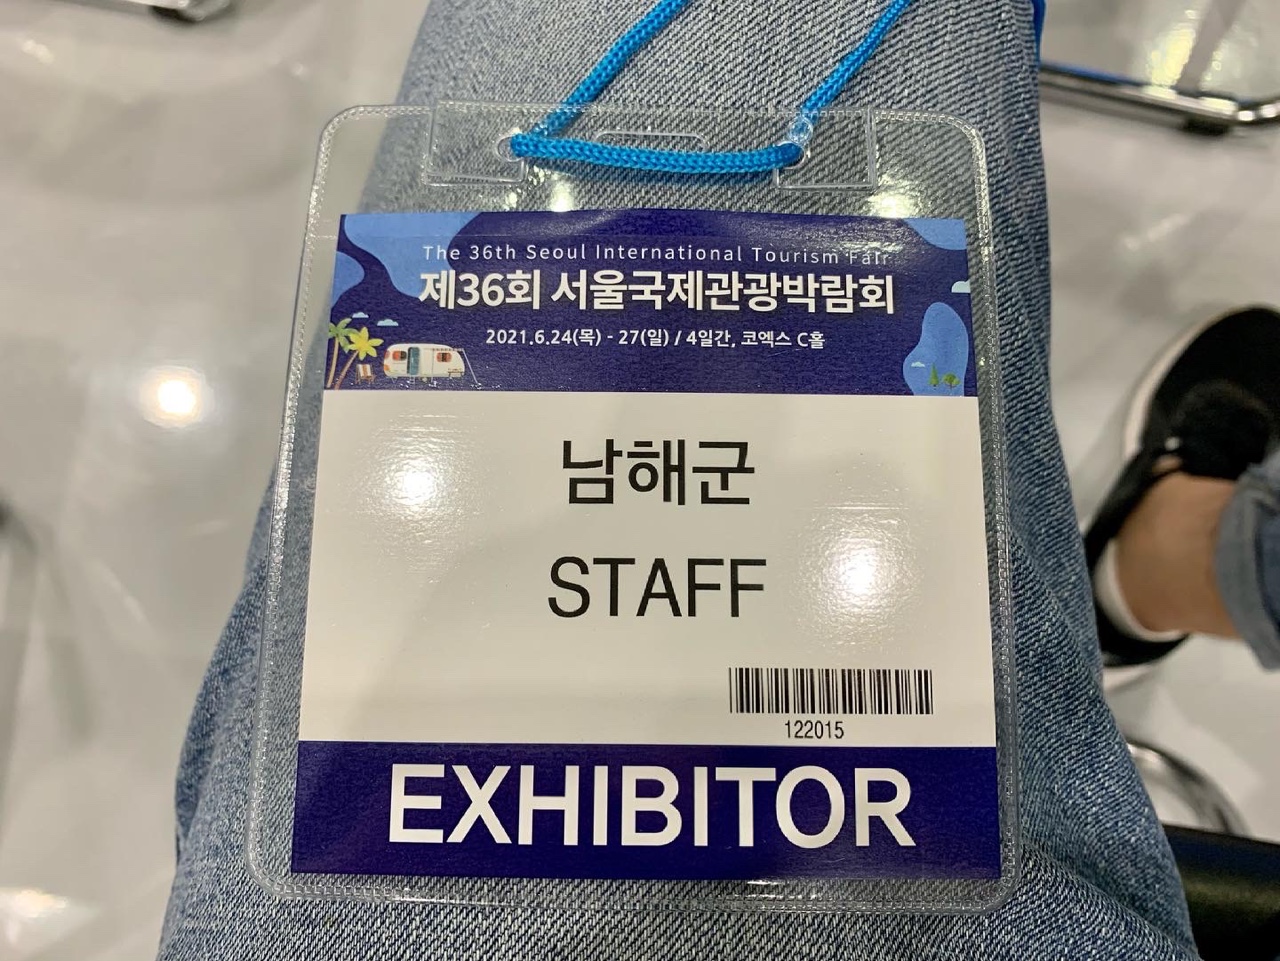 The 36th Seoul International Tourism Fair
제36회 서울국제관광박람회
2021.6.24(목) - 27(일) / 4일간, 코엑스 C홀
남해군
STAFF
122015
EXHIBITOR